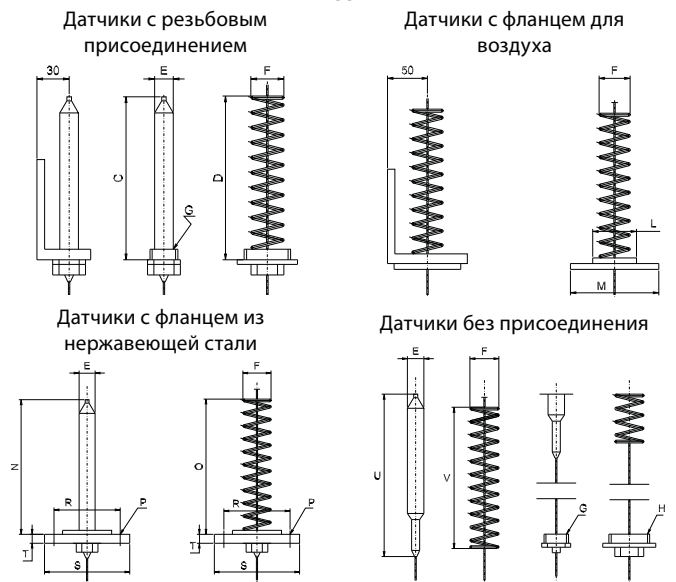 Датчики с резьбовым
присоединением
Датчики с фланцем для
воздуха
30
E
F
50
F
C
D
G
L
M
Датчики с фланцем из
нержавеющей стали
Датчики без присоединения
E
F
E
F
N
O
U
V
R
P
R
P
G
H
T
S
T
S